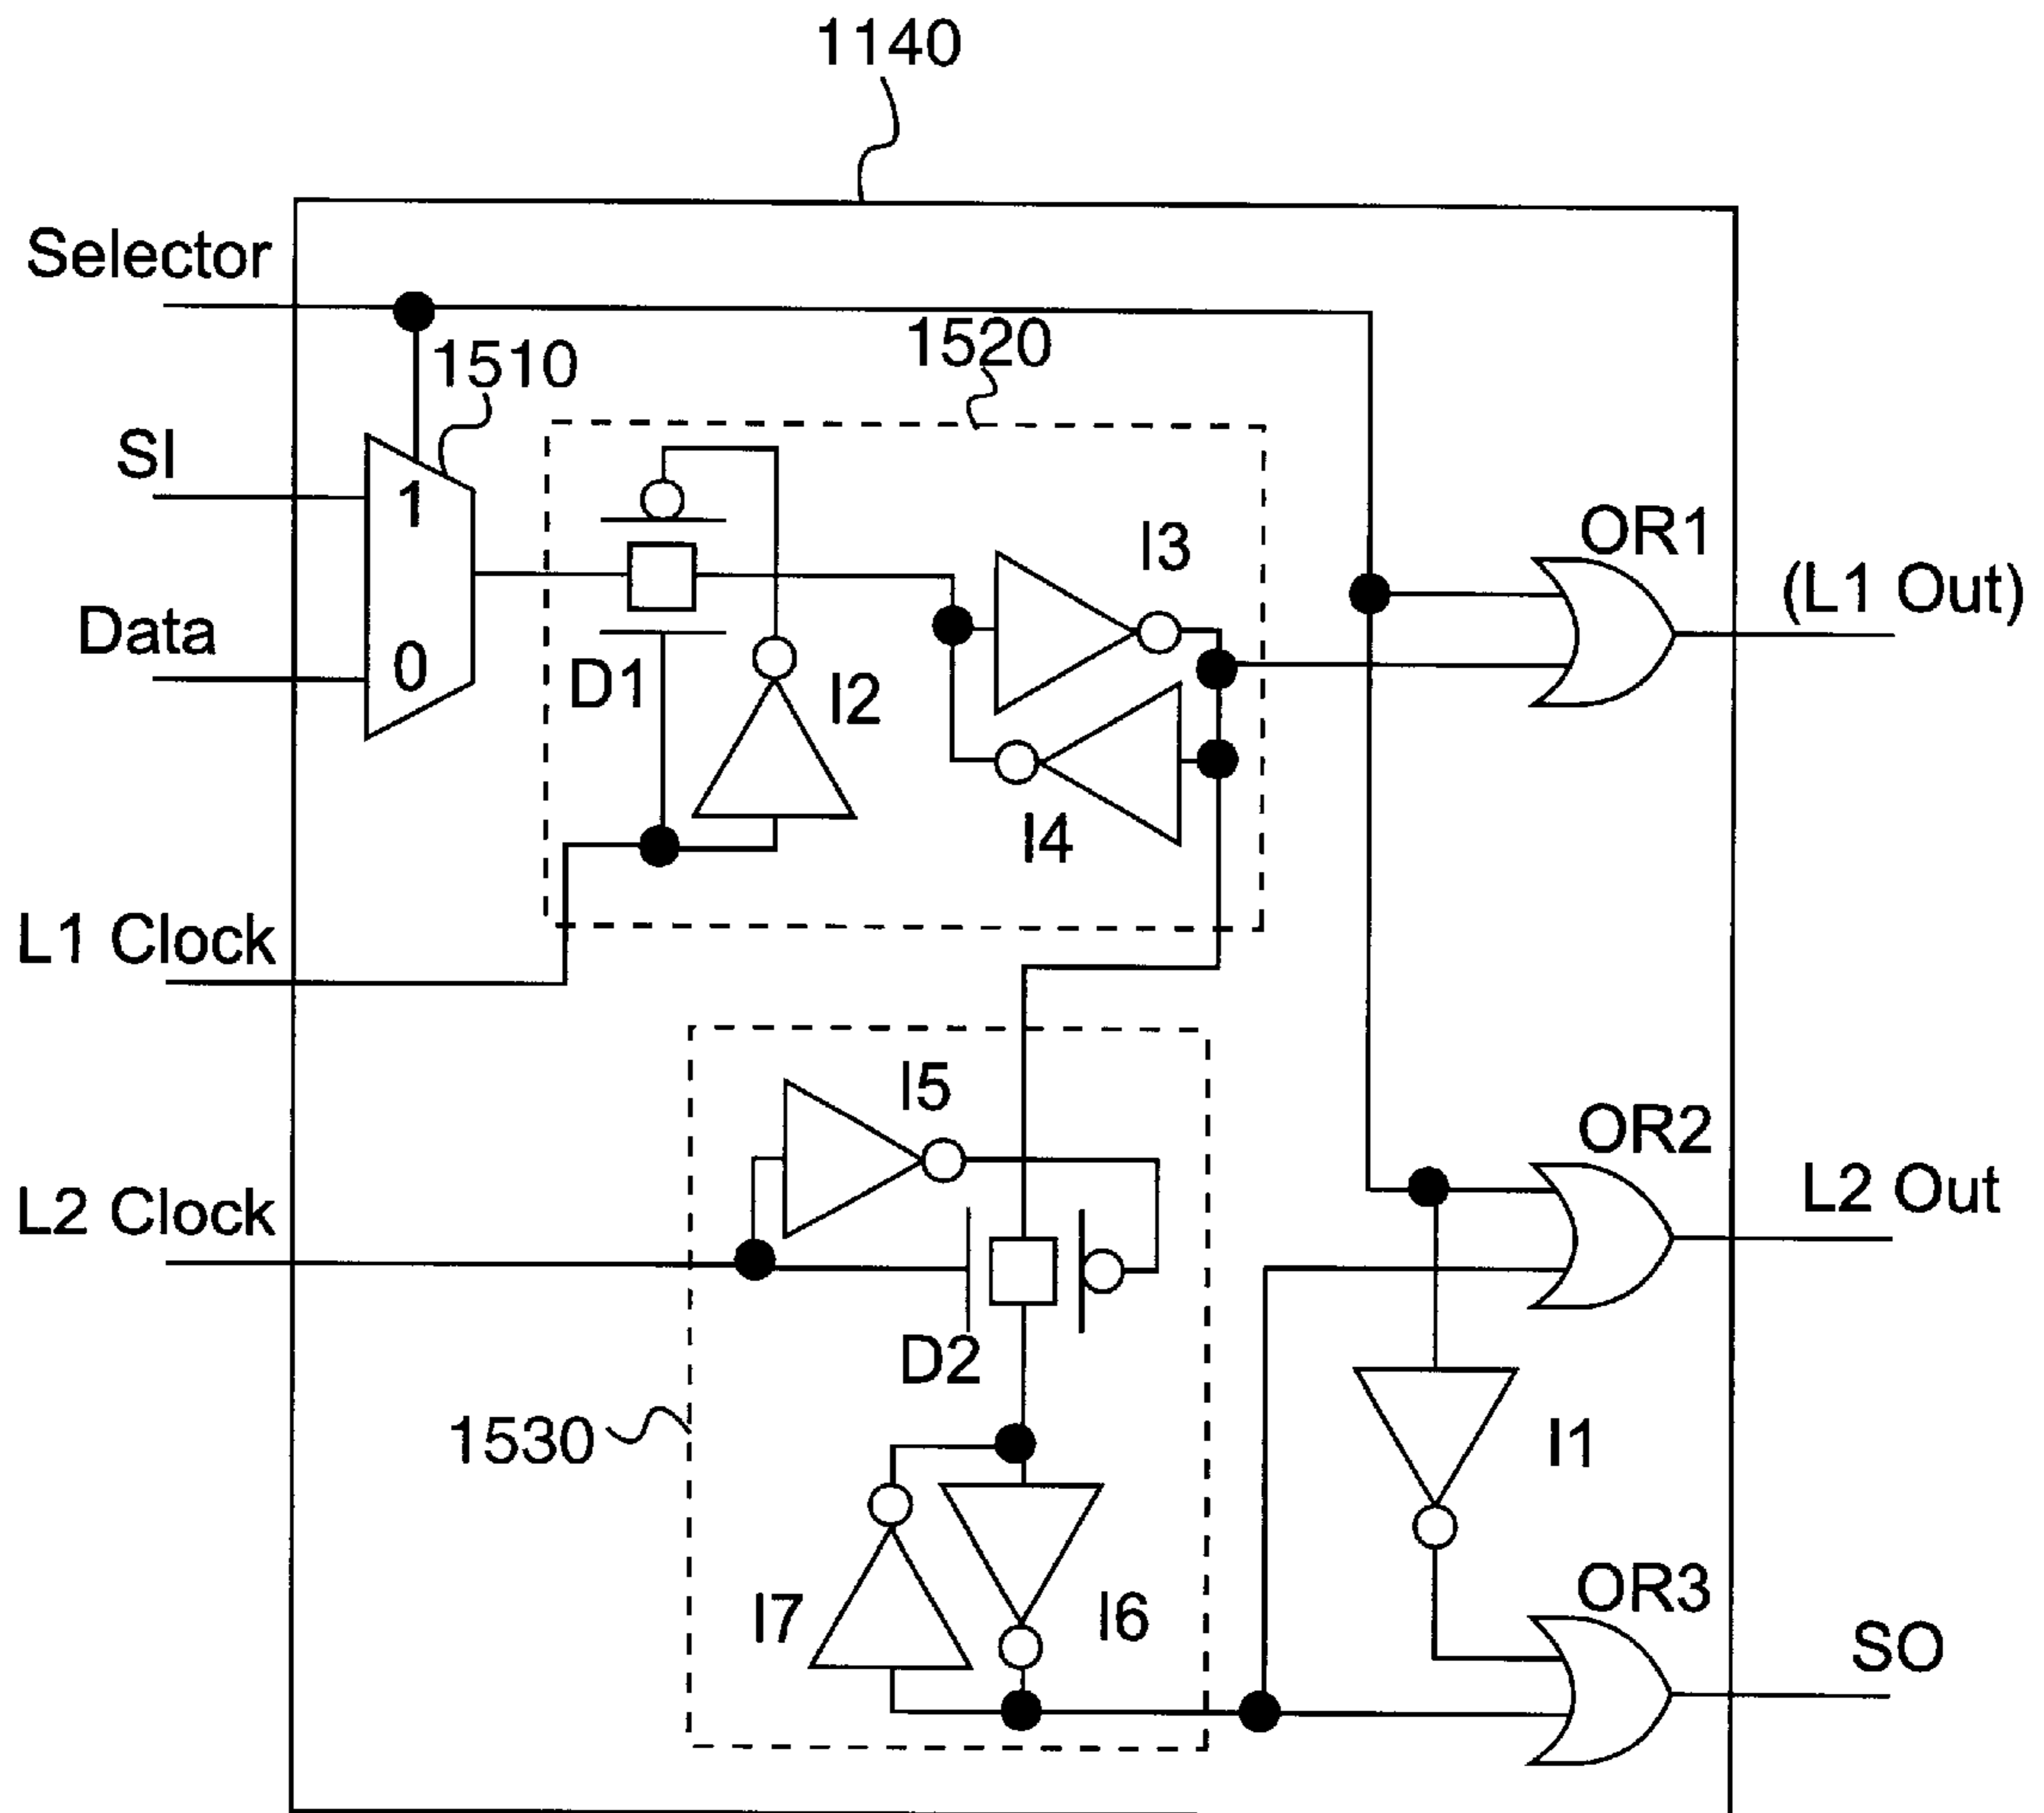 1140
Selector
1510
1520
SI
1
I3
OR1
(L1 Out)
Data
0
D1
I2
I4
L1 Clock
I5
OR2
L2 Clock
L2 Out
D2
1530
I1
I7
I6
OR3
SO